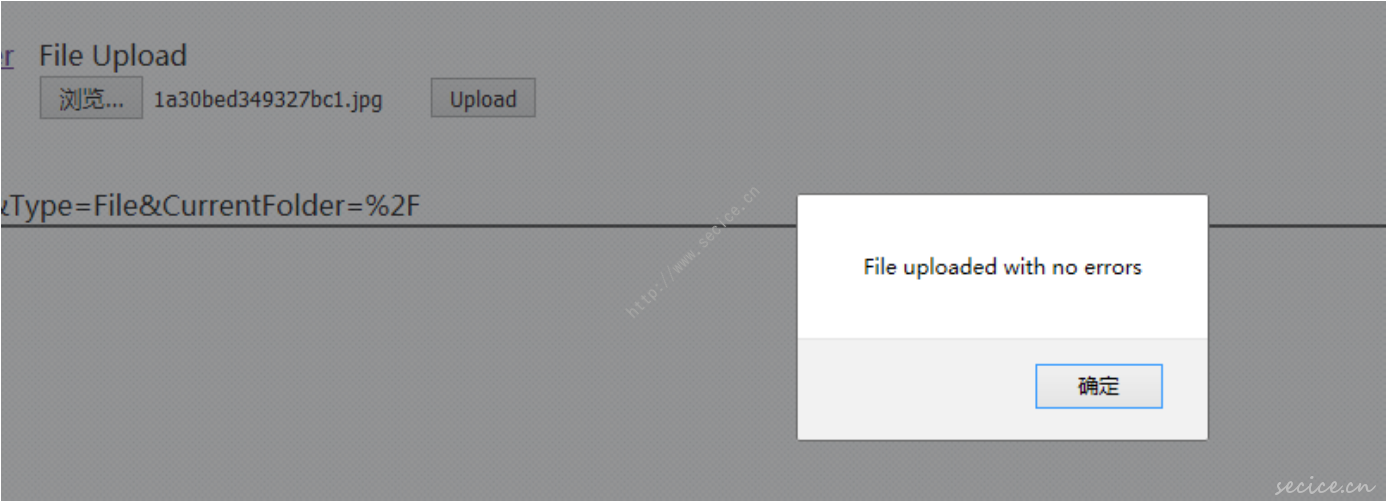 er File Upload
浏览... 1a30bed349327bc1.jpg Upload
&Type=File&CurrentFolder=%2F
http://www.secice.cn
File uploaded with no errors
确定
secice.cn